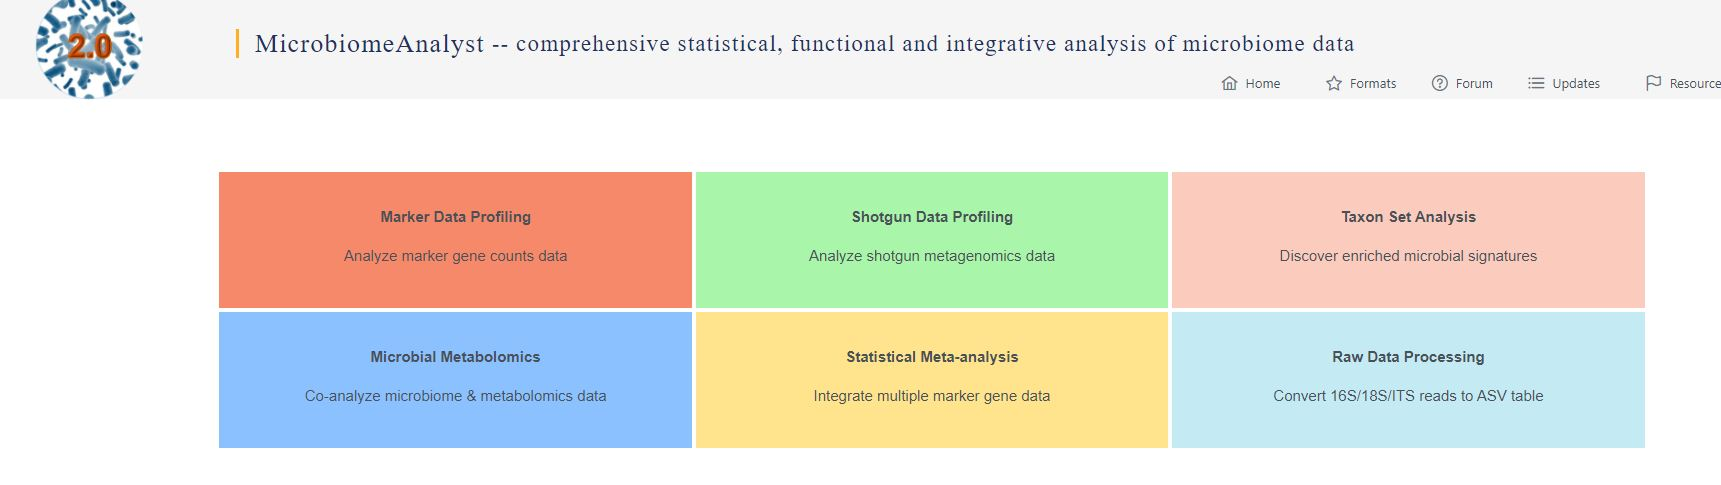 2.0
MicrobiomeAnalyst -- comprehensive statistical, functional and integrative analysis of microbiome data
Home Formats Forum Updates Resource
Marker Data Profiling
Analyze marker gene counts data
Shotgun Data Profiling
Analyze shotgun metagenomics data
Taxon Set Analysis
Discover enriched microbial signatures
Microbial Metabolomics
Co-analyze microbiome & metabolomics data
Statistical Meta-analysis
Integrate multiple marker gene data
Raw Data Processing
Convert 16S/18S/ITS reads to ASV table